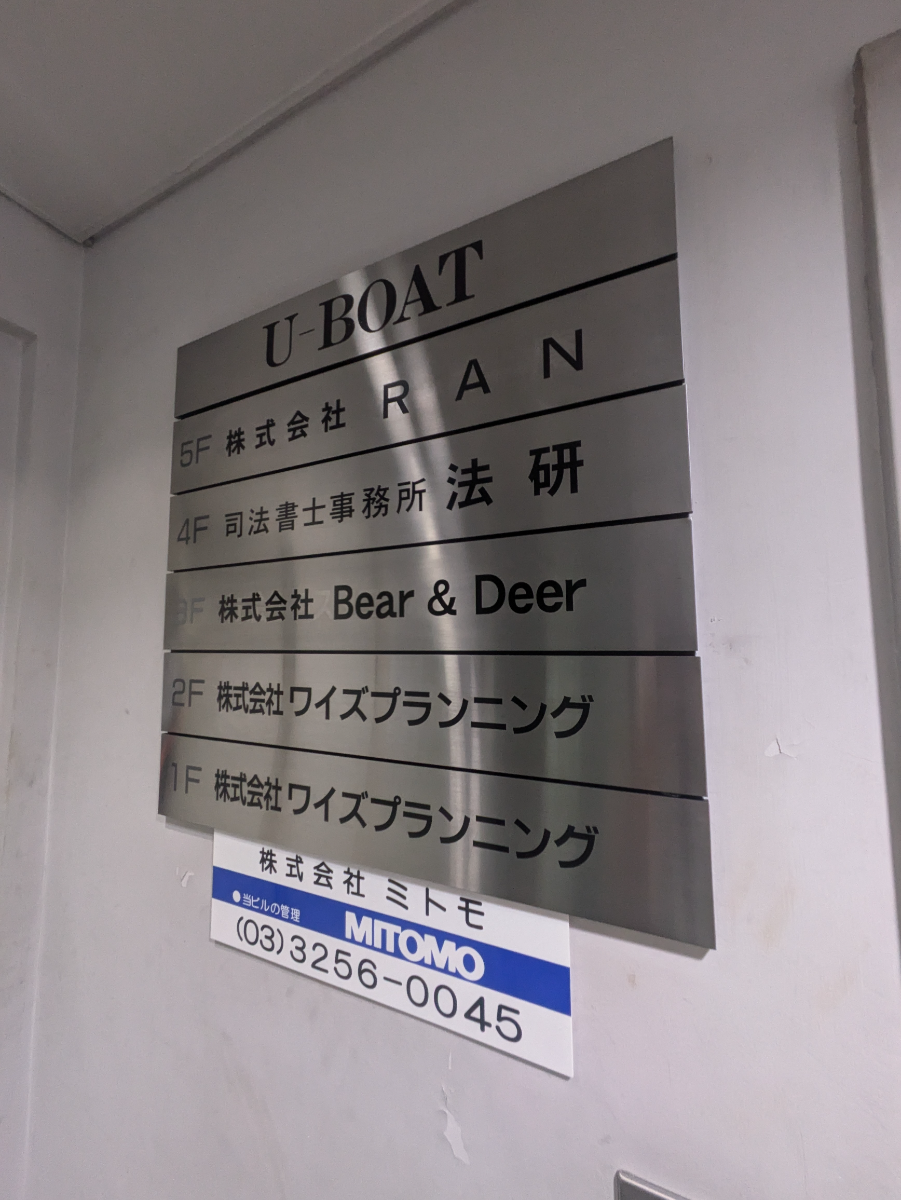 U-BOAT
5F 株式会社 RAN
4F 司法書士事務所 法研
3F 株式会社 Bear & Deer
2F 株式会社 ワイズプランニング
1F 株式会社 ワイズプランニング
株式会社 ミトモ
●当ビルの管理 MITOMO
(03)3256-0045